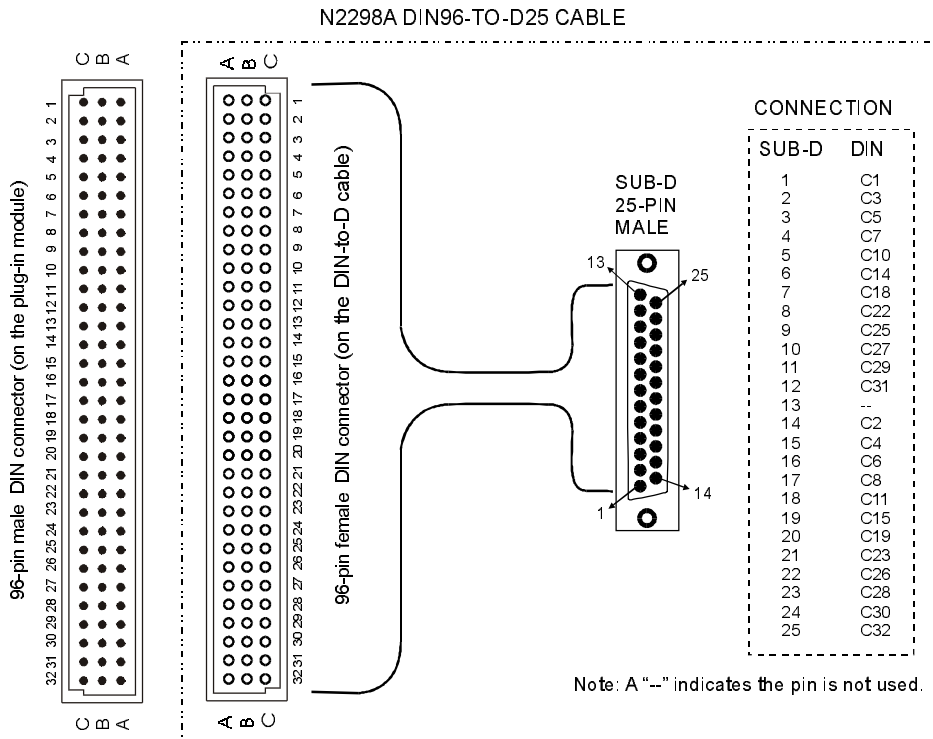 N2298A DIN96-TO-D25 CABLE
C B A
1
2
3
4
5
6
7
8
9
10
11
12
13
14
15
16
17
18
19
20
21
22
23
24
25
26
27
28
29
30
31
32
C B A
96-pin male DIN connector (on the plug-in module)
A B C
1
2
3
4
5
6
7
8
9
10
11
12
13
14
15
16
17
18
19
20
21
22
23
24
25
26
27
28
29
30
31
32
A B C
96-pin female DIN connector (on the DIN-to-D cable)
SUB-D
25-PIN
MALE
13
25
1
14
CONNECTION
SUB-D DIN
1 C1
2 C3
3 C5
4 C7
5 C10
6 C14
7 C18
8 C22
9 C25
10 C27
11 C29
12 C31
13 --
14 C2
15 C4
16 C6
17 C8
18 C11
19 C15
20 C19
21 C23
22 C26
23 C28
24 C30
25 C32
Note: A “--” indicates the pin is not used.